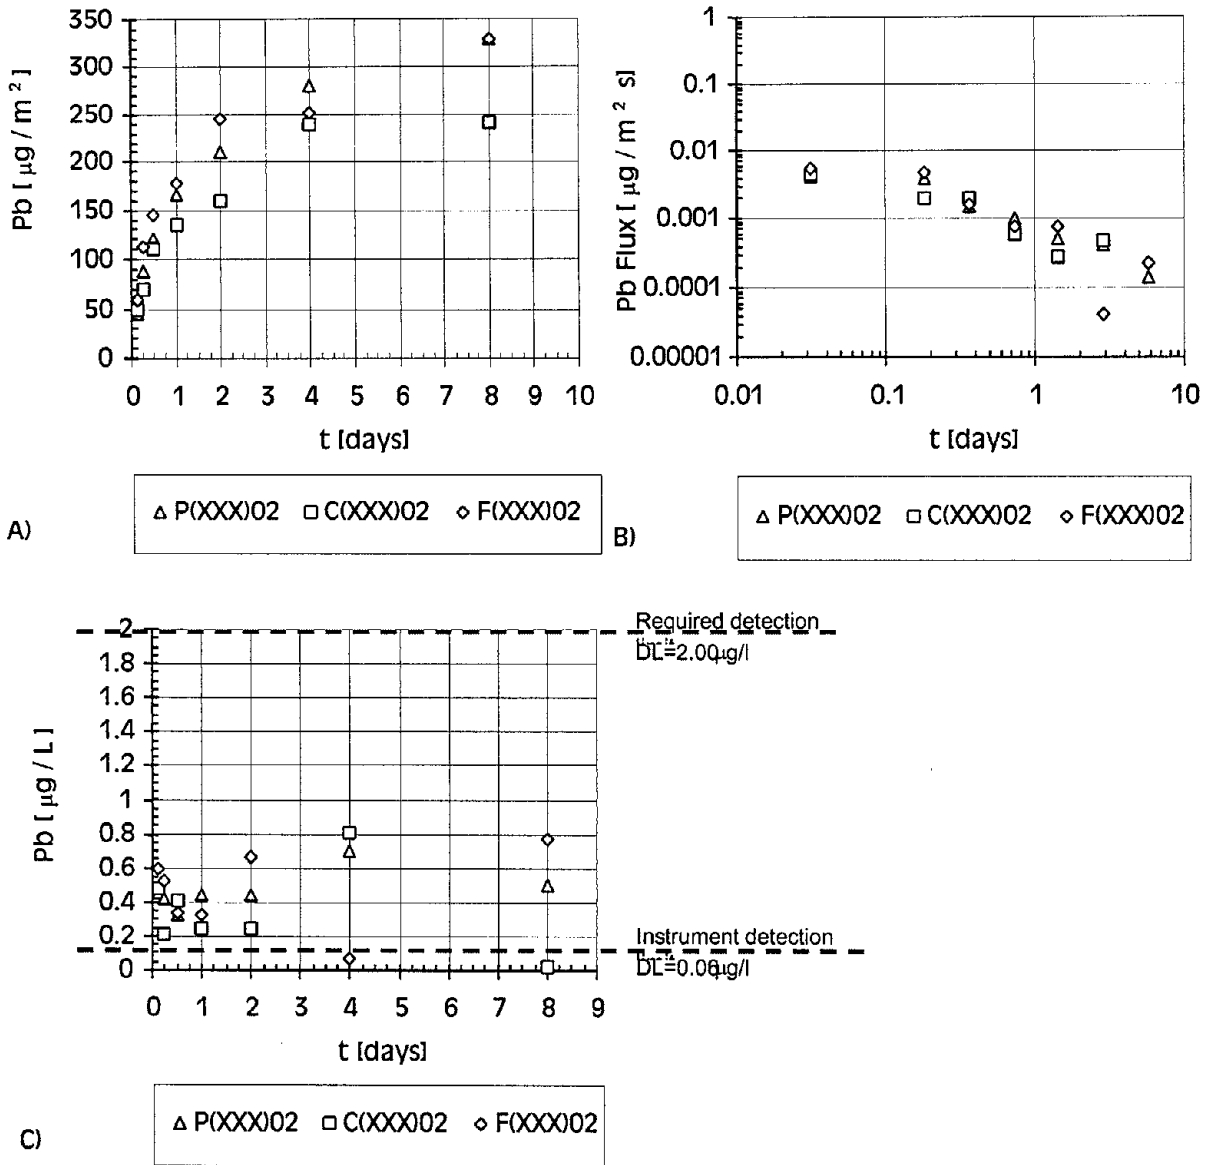 350
300
250
200
150
100
50
0
Pb [ µg / m² ]
0 1 2 3 4 5 6 7 8 9 10
t [days]
△ P(XXX)02 □ C(XXX)02 ◇ F(XXX)02
A)
1
0.1
0.01
0.001
0.0001
0.00001
Pb Flux [ µg / m² s ]
0.01 0.1 1 10
t [days]
△ P(XXX)02 □ C(XXX)02 ◇ F(XXX)02
B)
2
1.8
1.6
1.4
1.2
1
0.8
0.6
0.4
0.2
0
Pb [ µg / L ]
0 1 2 3 4 5 6 7 8 9
t [days]
Required detection
DL=2.00µg/l
Instrument detection
DL=0.06µg/l
△ P(XXX)02 □ C(XXX)02 ◇ F(XXX)02
C)